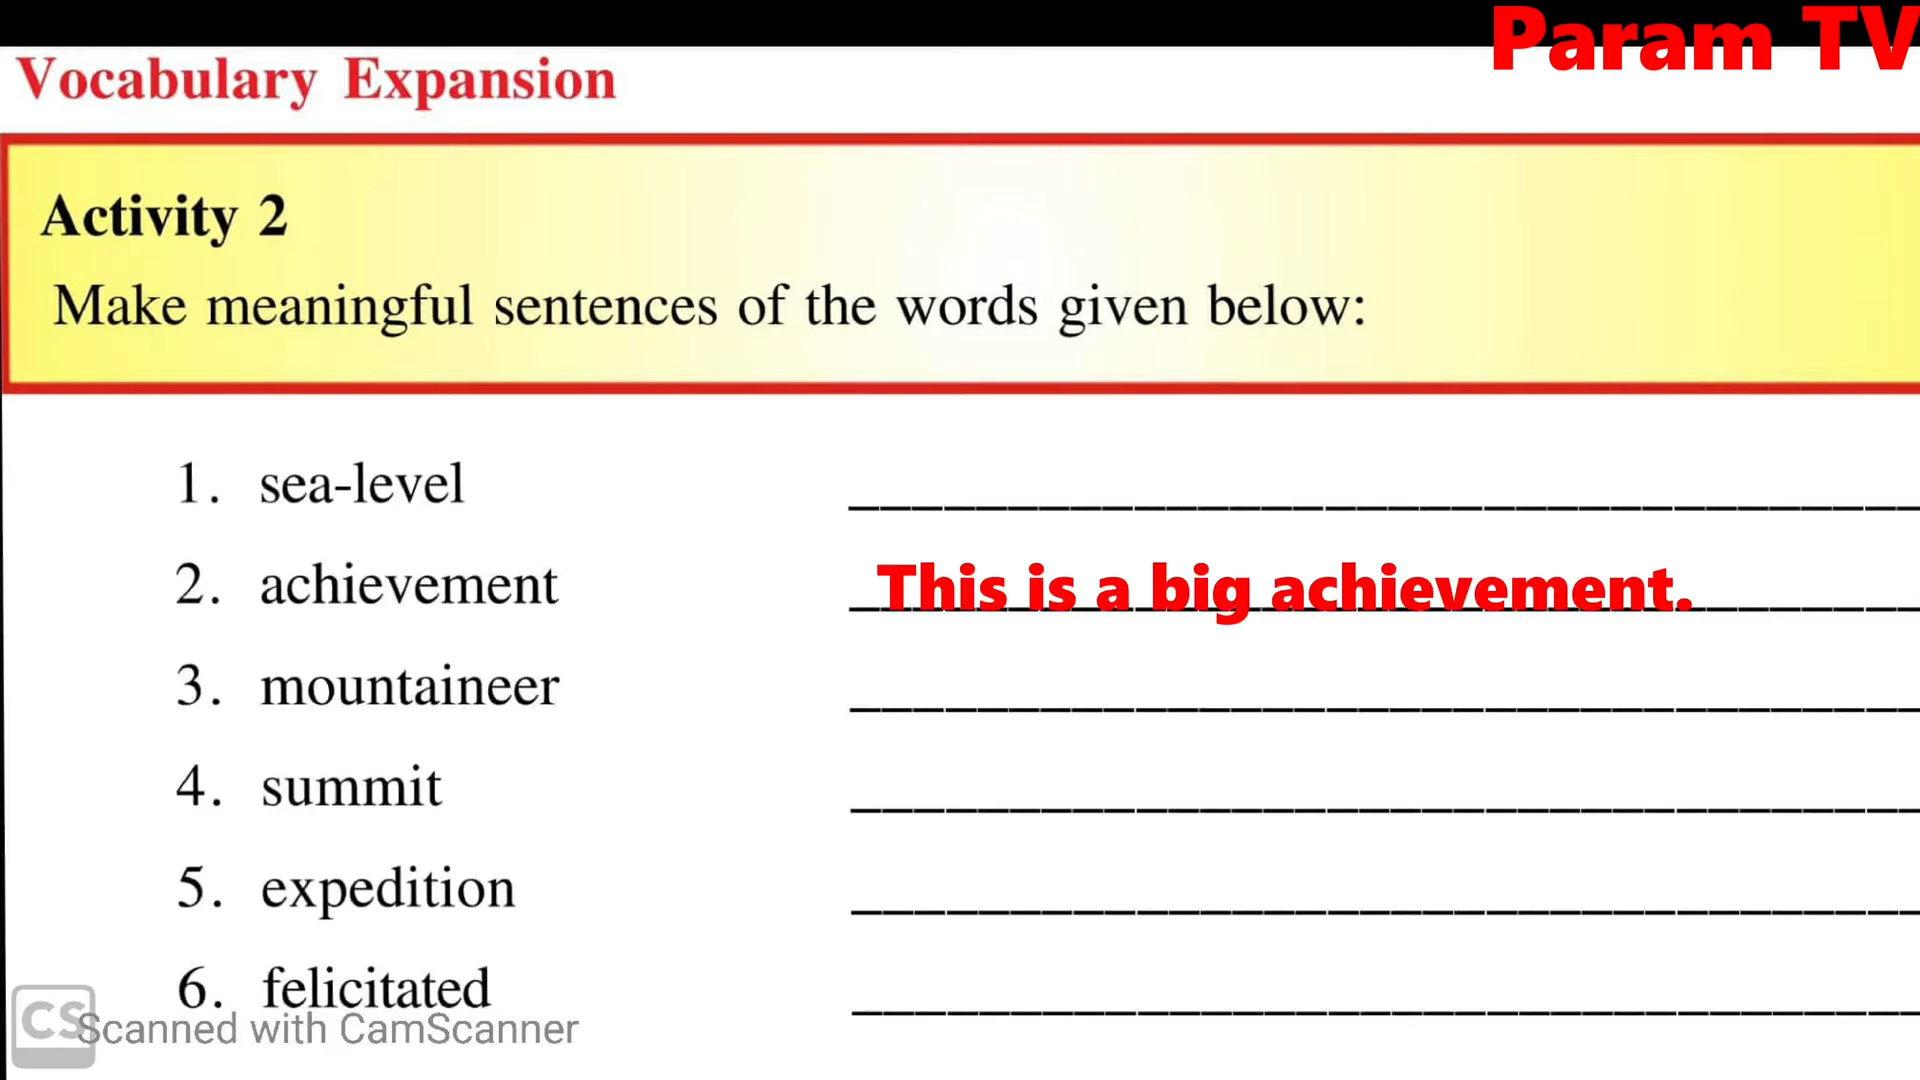 Param TV
Vocabulary Expansion
Activity 2
Make meaningful sentences of the words given below:
1. sea-level
2. achievement This is a big achievement.
3. mountaineer
4. summit
5. expedition
6. felicitated
CS Scanned with CamScanner